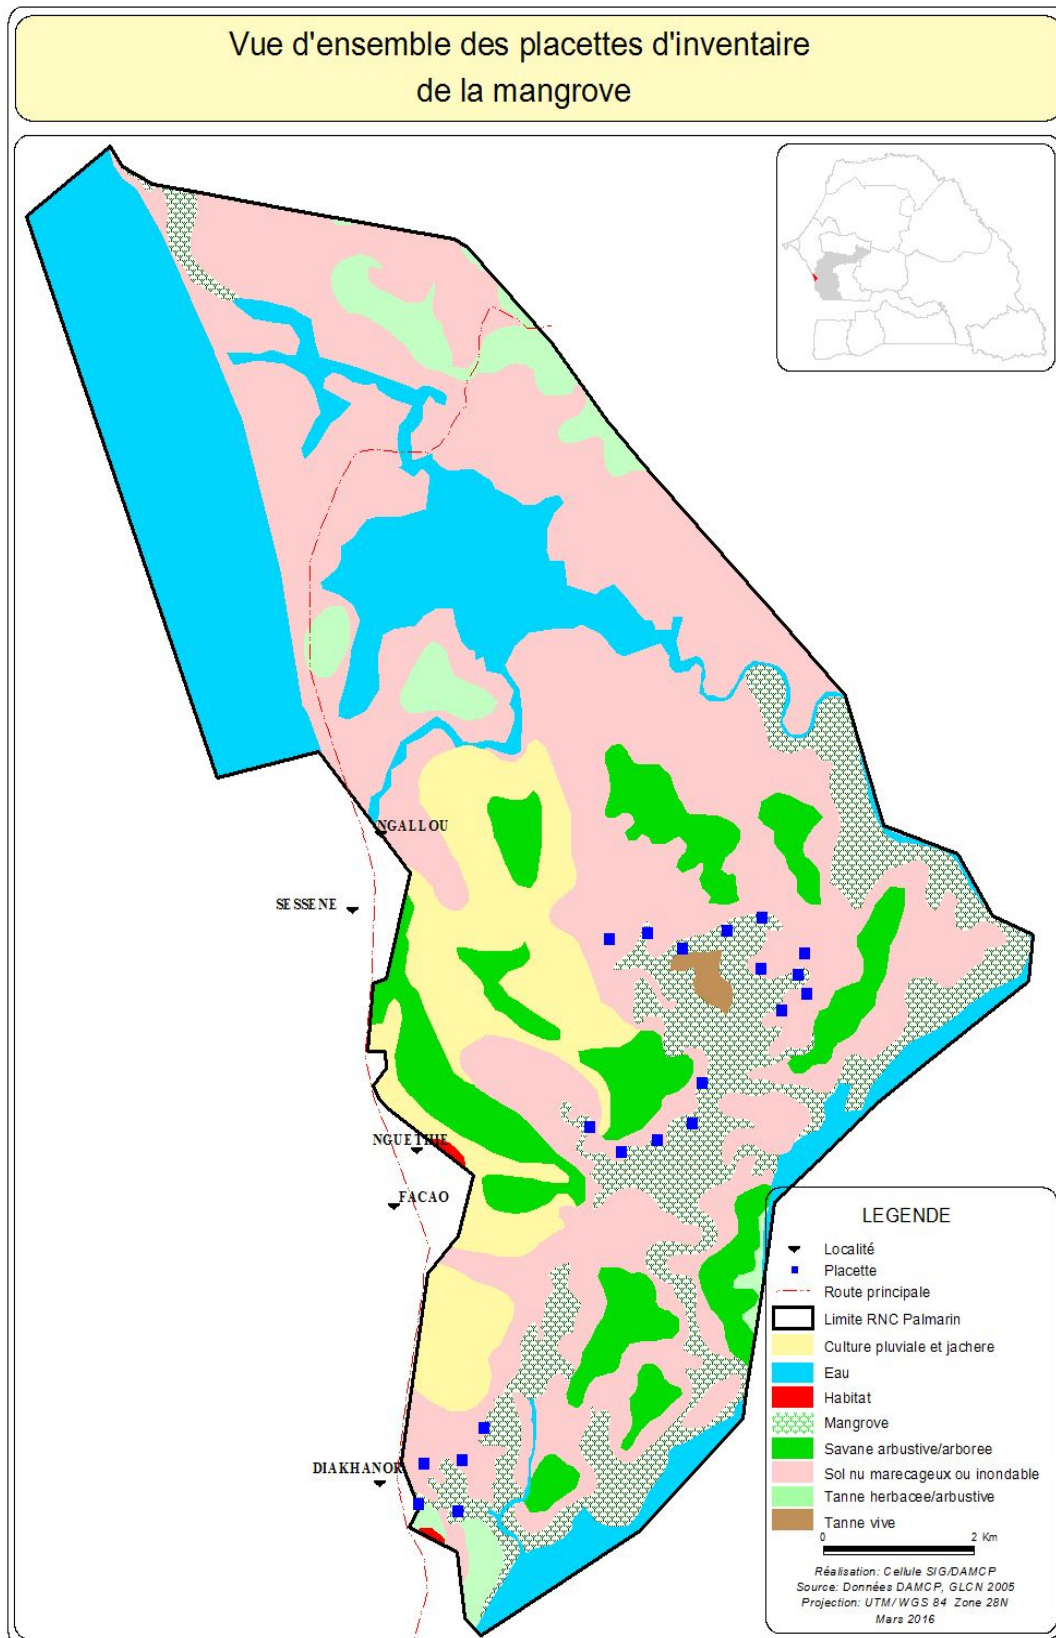 Vue d'ensemble des placettes d'inventaire
de la mangrove
NGALLOU
SESSENE
NGUETHIE
FACAO
DIAKHANOR
LEGENDE
Localité
Placette
Route principale
Limite RNC Palmarin
Culture pluviale et jachere
Eau
Habitat
Mangrove
Savane arbustive/arboree
Sol nu marecageux ou inondable
Tanne herbacee/arbustive
Tanne vive
0 2 Km
Réalisation: Cellule SIG/DAMCP
Source: Données DAMCP, GLCN 2005
Projection: UTM/WGS 84 Zone 28N
Mars 2016